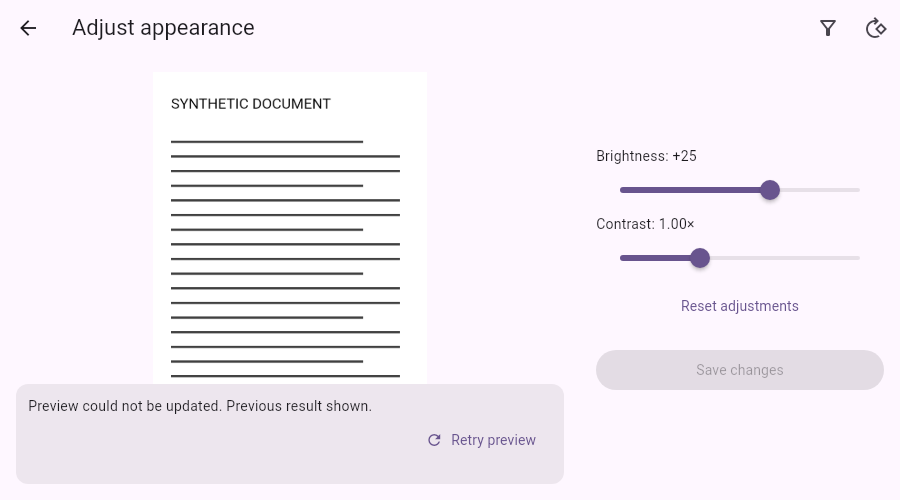 Adjust appearance
SYNTHETIC DOCUMENT
Brightness: +25
Contrast: 1.00×
Reset adjustments
Save changes
Preview could not be updated. Previous result shown.
Retry preview